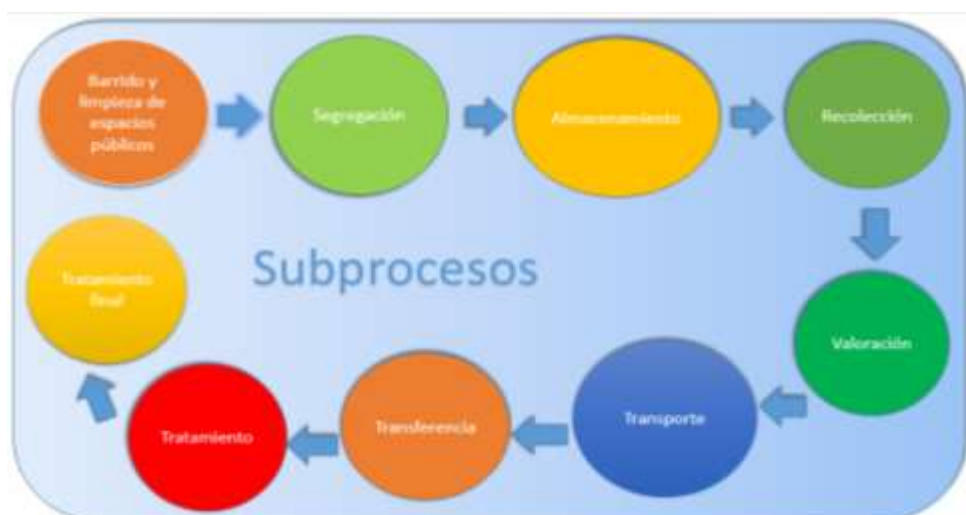 Barrido y
limpieza de
espacios
públicos
Segregación
Almacenamiento
Recolección
Subprocesos
Tratamiento
final
Valoración
Tratamiento
Transferencia
Transporte